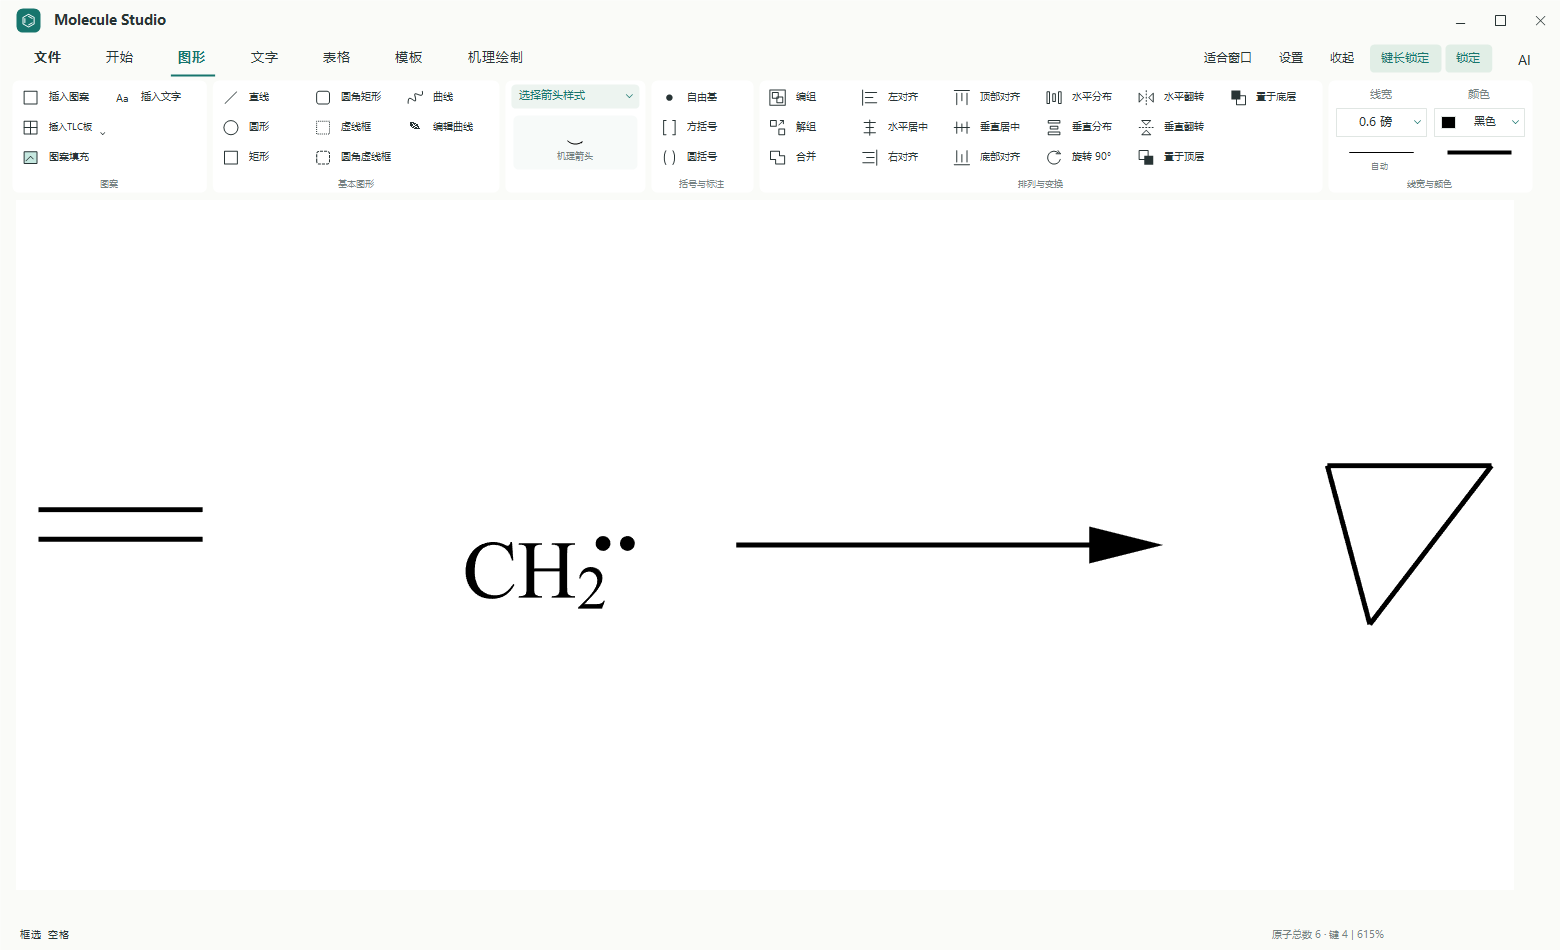 Molecule Studio
文件 开始 图形 文字 表格 模板 机理绘制 适合窗口 设置 收起 键长锁定 锁定 AI
插入图案 Aa 插入文字
插入TLC板
图案填充
图案
直线 圆角矩形 曲线
圆形 虚线框 编辑曲线
矩形 圆角虚线框
基本图形
选择箭头样式
机理箭头
自由基
方括号
圆括号
括号与标注
编组 左对齐 顶部对齐 水平分布 水平翻转 置于底层
解组 水平居中 垂直居中 垂直分布 垂直翻转
合并 右对齐 底部对齐 旋转 90° 置于顶层
排列与变换
线宽 颜色
0.6 磅 黑色
自动
线宽与颜色
CH2
框选 空格
原子总数 6 · 键 4 | 615%